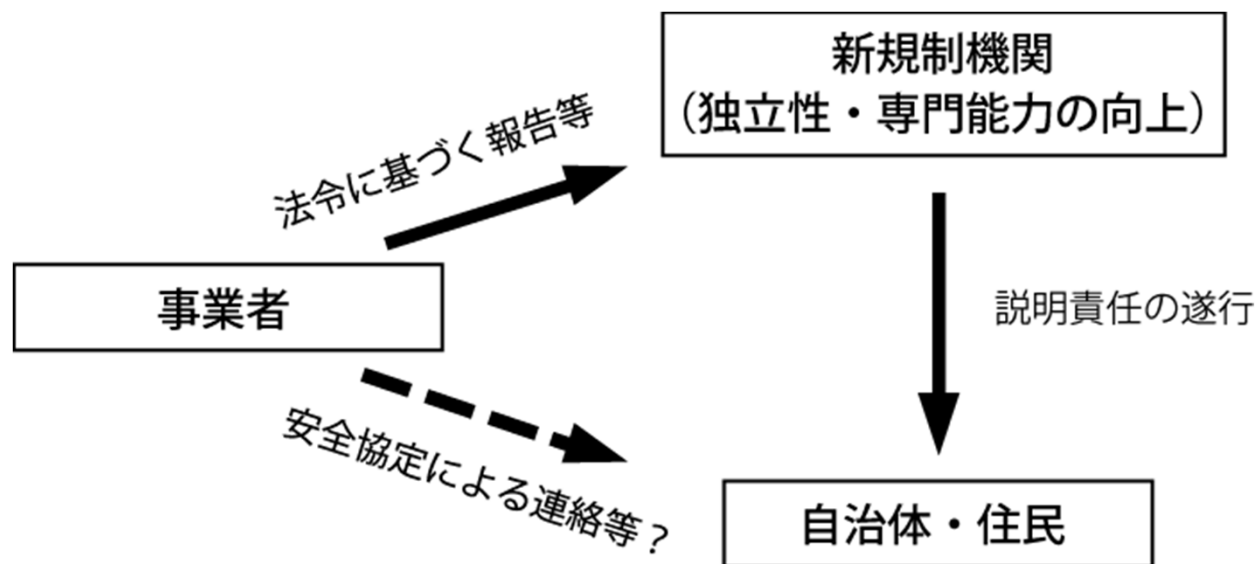 新規制機関
（独立性・専門能力の向上）
法令に基づく報告等
事業者
説明責任の遂行
安全協定による連絡等？
自治体・住民